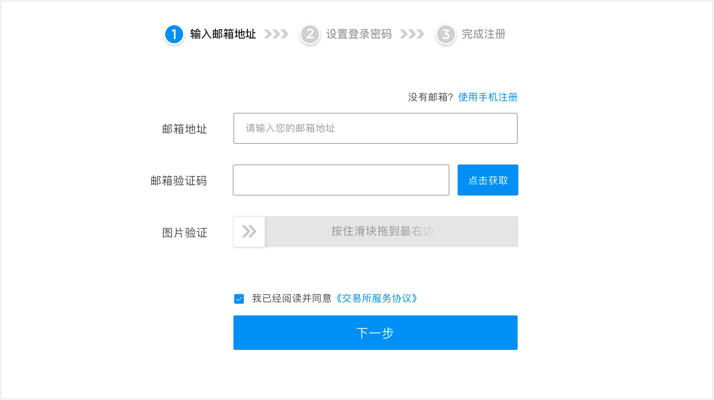 1 输入邮箱地址 2 设置登录密码 3 完成注册
没有邮箱？使用手机注册
邮箱地址 请输入您的邮箱地址
邮箱验证码 点击获取
图片验证 按住滑块拖到最右边
我已经阅读并同意《交易所服务协议》
下一步